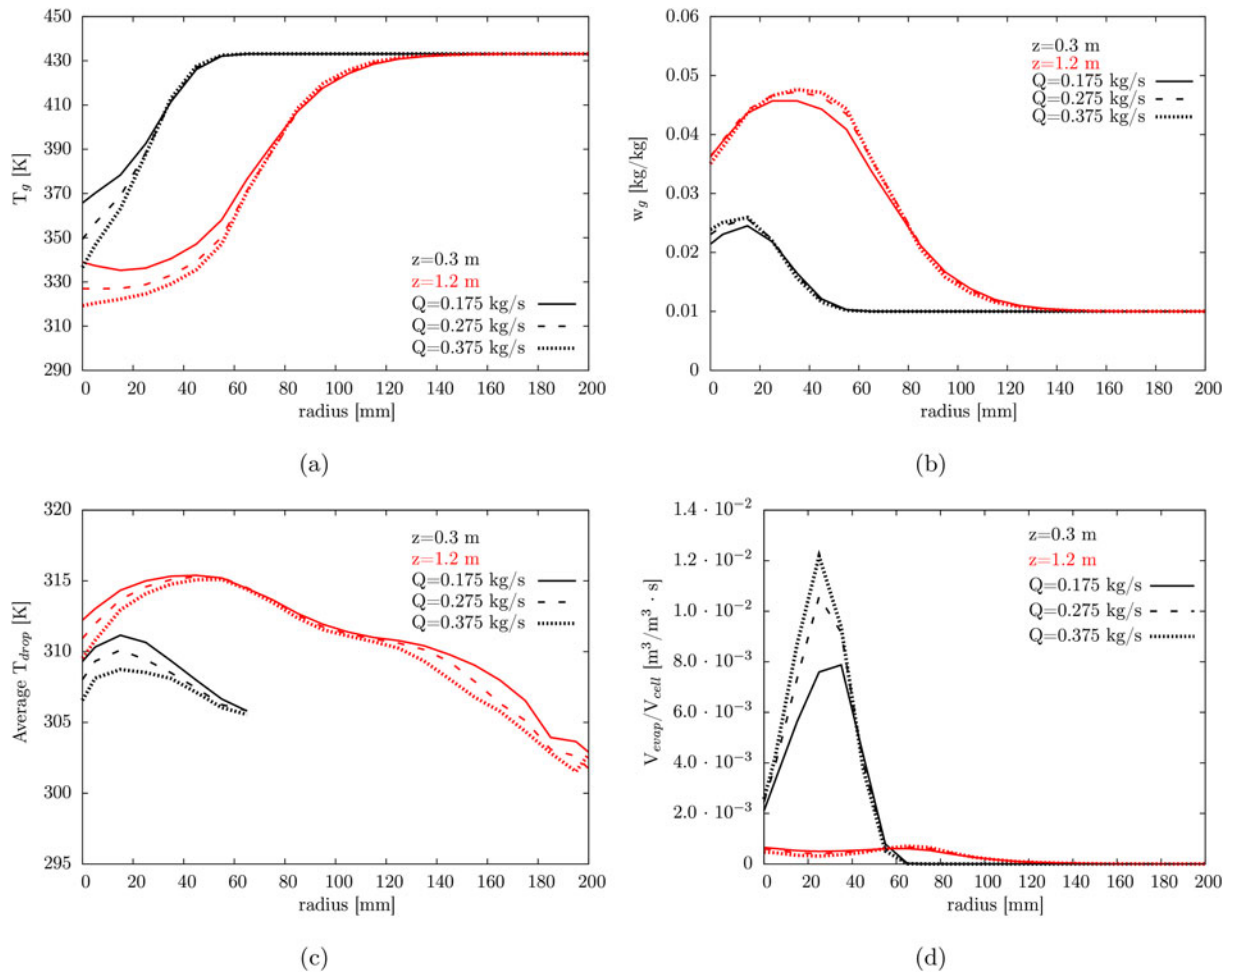 450
430
410
390
370
350
330
310
290
T_g [K]
z=0.3 m
z=1.2 m
Q=0.175 kg/s
Q=0.275 kg/s
Q=0.375 kg/s
0 20 40 60 80 100 120 140 160 180 200
radius [mm]
(a)
0.06
0.05
0.04
0.03
0.02
0.01
0
w_g [kg/kg]
z=0.3 m
z=1.2 m
Q=0.175 kg/s
Q=0.275 kg/s
Q=0.375 kg/s
0 20 40 60 80 100 120 140 160 180 200
radius [mm]
(b)
320
315
310
305
300
295
Average T_drop [K]
z=0.3 m
z=1.2 m
Q=0.175 kg/s
Q=0.275 kg/s
Q=0.375 kg/s
0 20 40 60 80 100 120 140 160 180 200
radius [mm]
(c)
1.4 · 10⁻²
1.2 · 10⁻²
1.0 · 10⁻²
8.0 · 10⁻³
6.0 · 10⁻³
4.0 · 10⁻³
2.0 · 10⁻³
0
V_evap/V_cell [m³/m³ · s]
z=0.3 m
z=1.2 m
Q=0.175 kg/s
Q=0.275 kg/s
Q=0.375 kg/s
0 20 40 60 80 100 120 140 160 180 200
radius [mm]
(d)